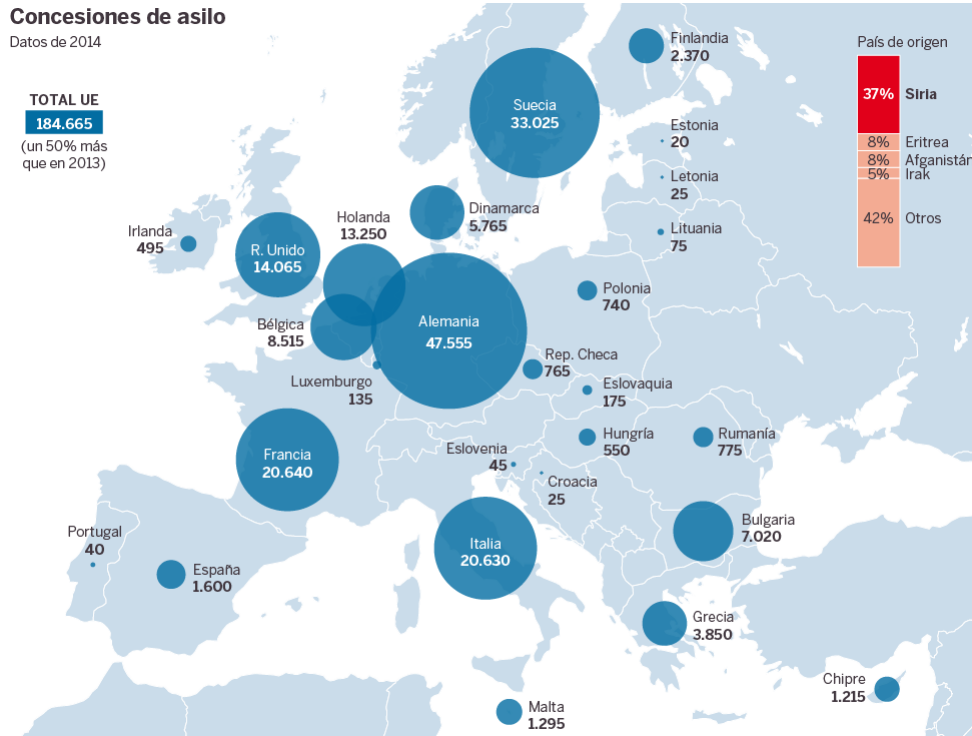 Concesiones de asilo
Datos de 2014
TOTAL UE
184.665
(un 50% más
que en 2013)
País de origen
37% Siria
8% Eritrea
8% Afganistán
5% Irak
42% Otros
Finlandia
2.370
Suecia
33.025
Estonia
20
Letonia
25
Lituania
75
Dinamarca
5.765
Holanda
13.250
Irlanda
495
R. Unido
14.065
Polonia
740
Bélgica
8.515
Alemania
47.555
Rep. Checa
765
Luxemburgo
135
Eslovaquia
175
Francia
20.640
Hungría
550
Rumanía
775
Eslovenia
45
Croacia
25
Portugal
40
España
1.600
Italia
20.630
Bulgaria
7.020
Grecia
3.850
Chipre
1.215
Malta
1.295